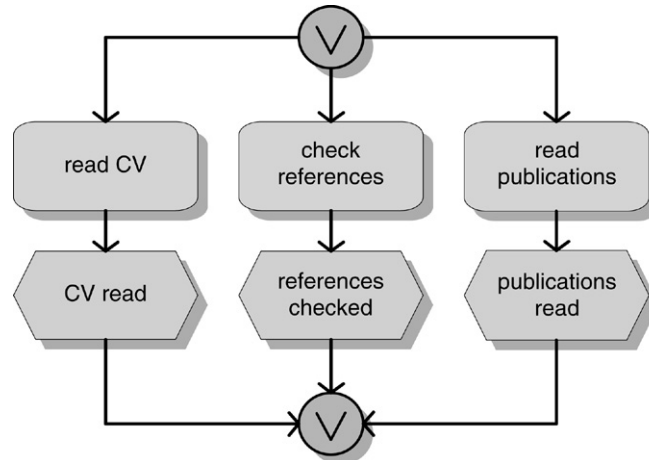 V
read CV
check
references
read
publications
CV read
references
checked
publications
read
V